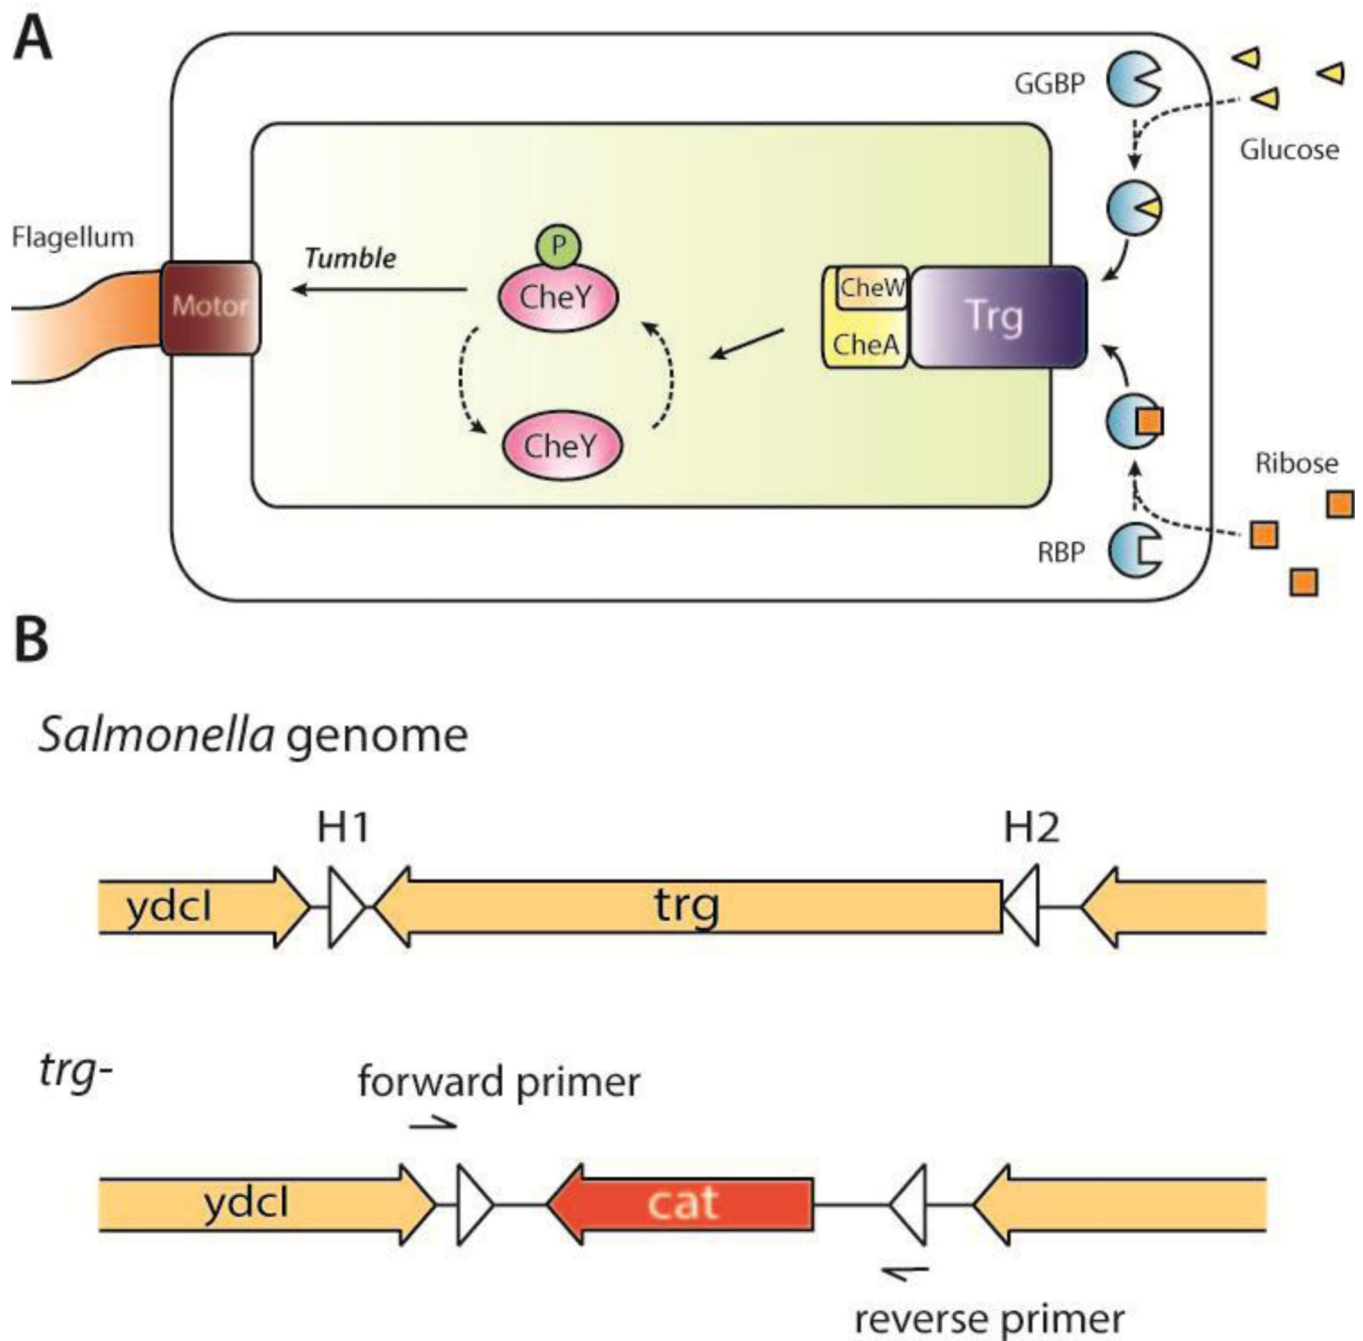 A
GGBP
Glucose
Flagellum
Tumble
P
CheY
Motor
CheW
CheA
Trg
CheY
Ribose
RBP
B
Salmonella genome
H1
H2
ydcI
trg
trg-
forward primer
ydcI
cat
reverse primer